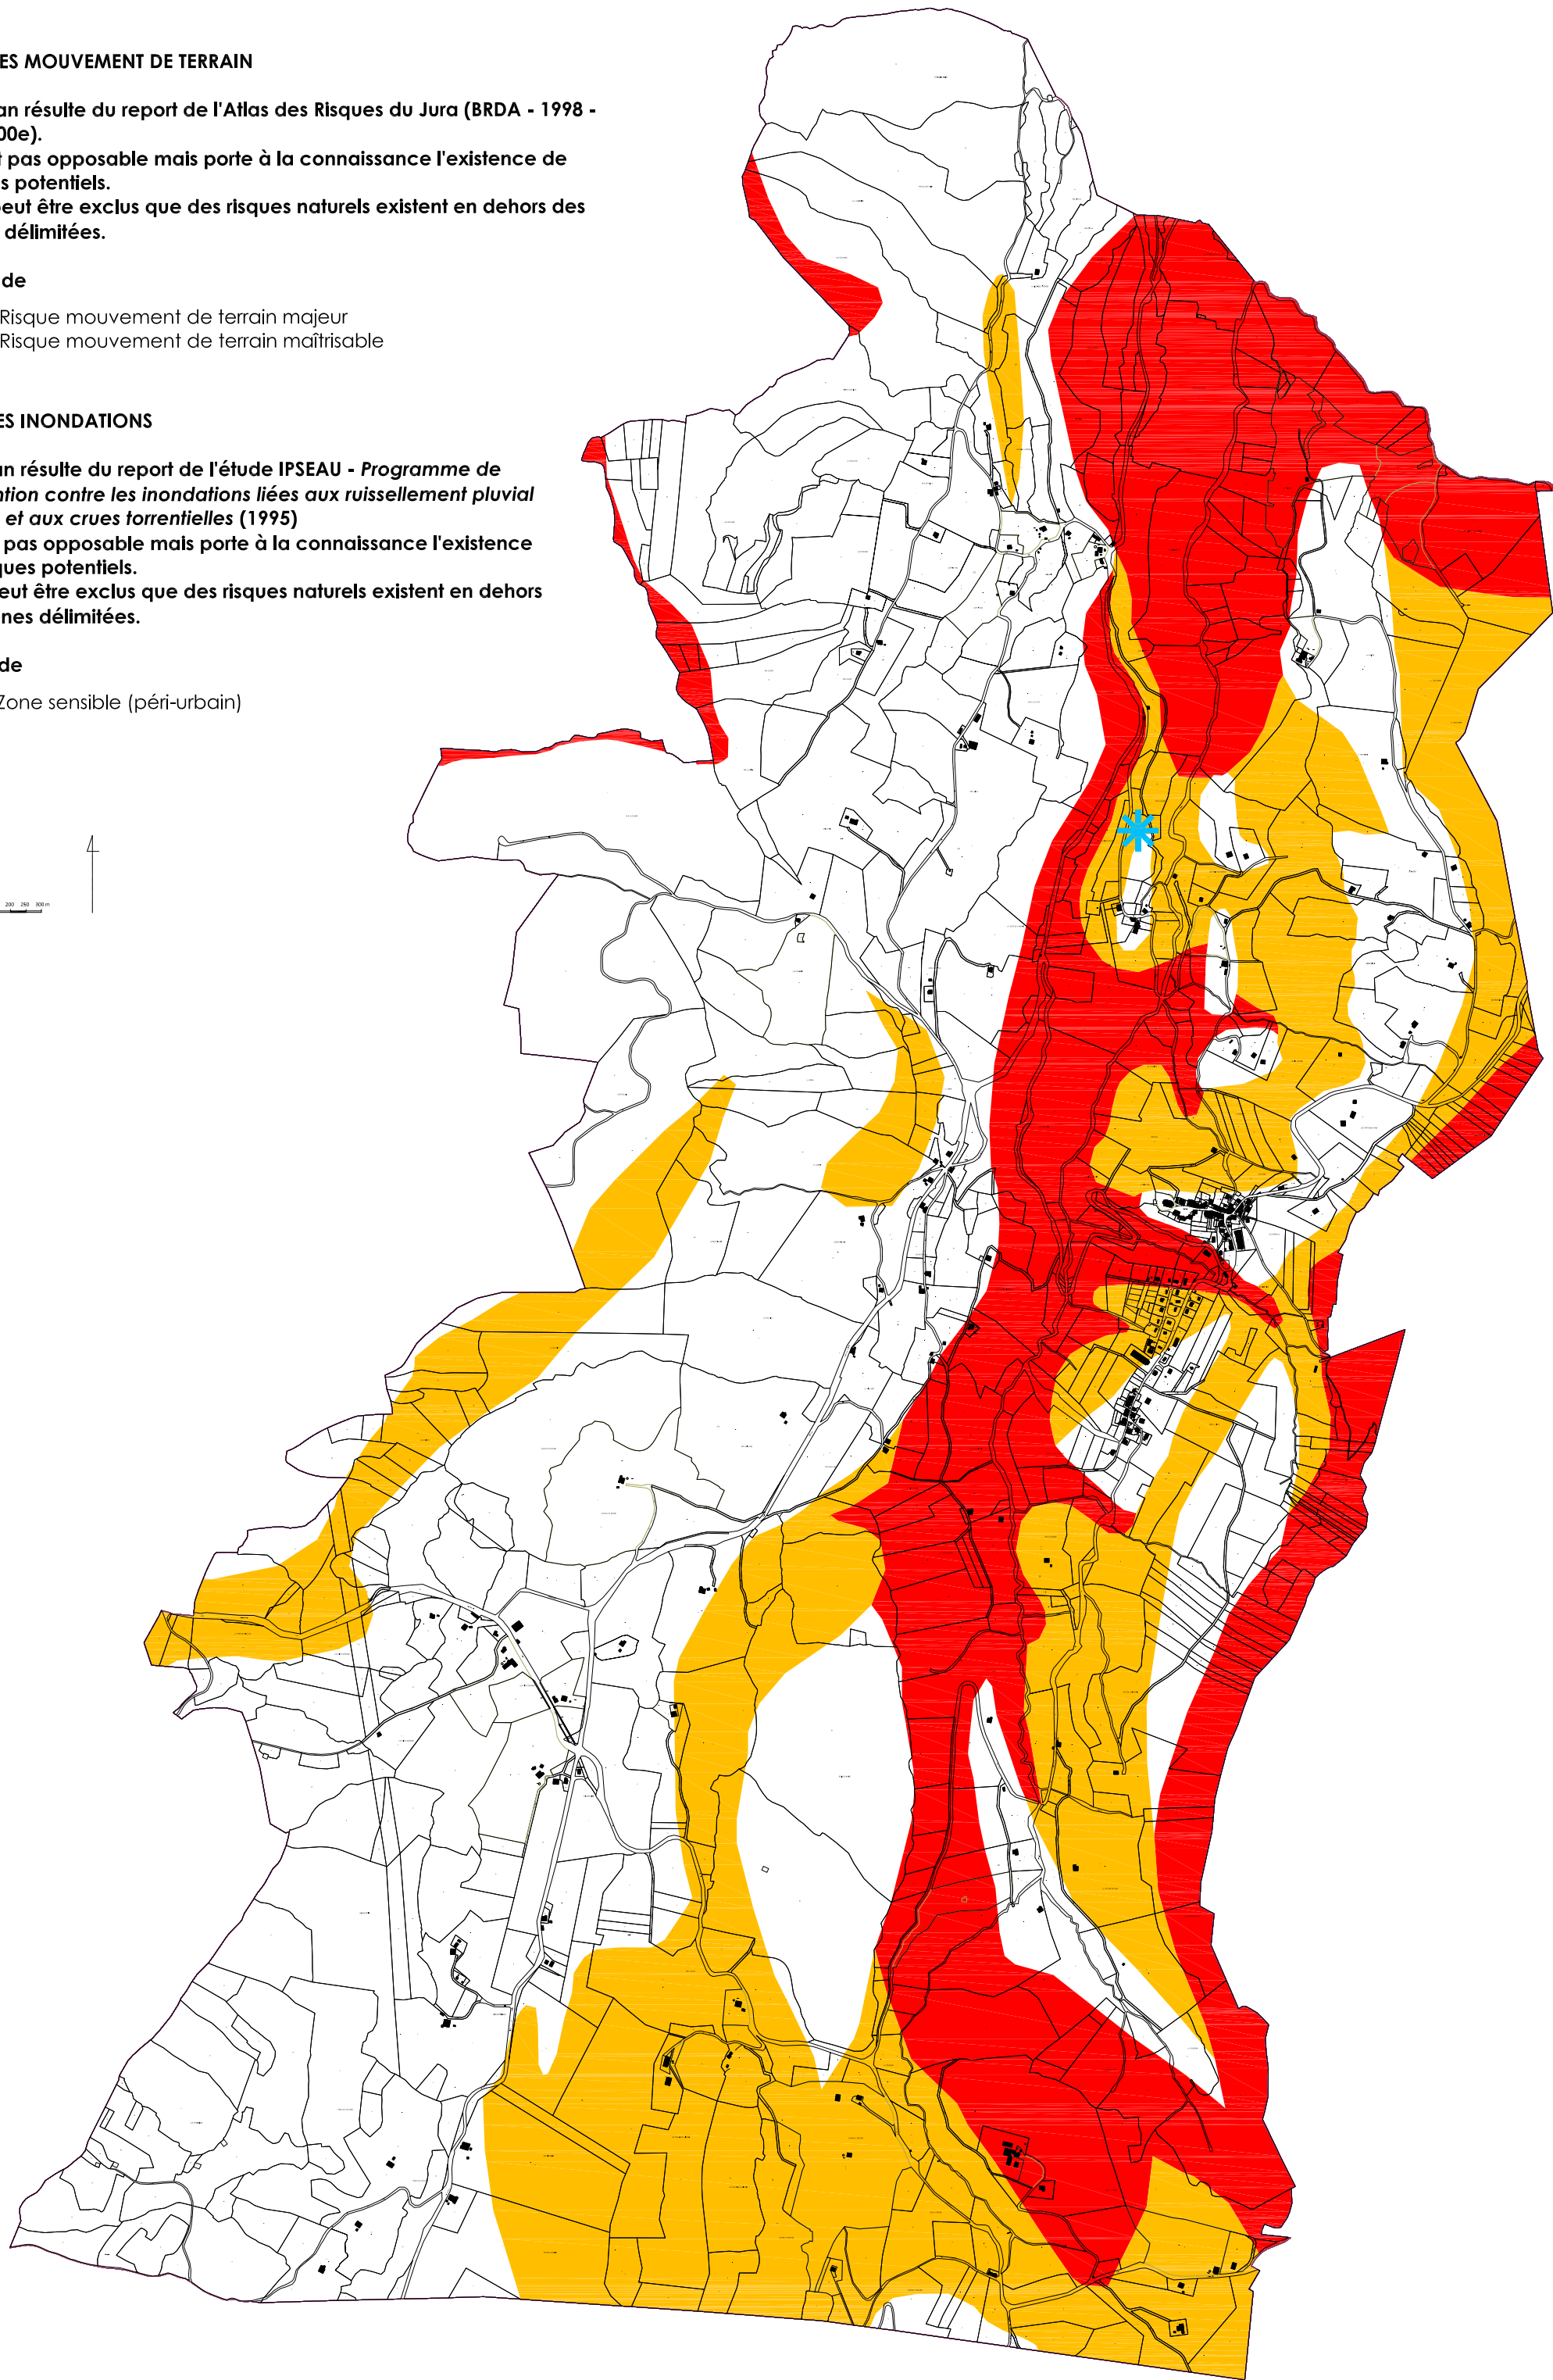 ES MOUVEMENT DE TERRAIN
an résulte du report de l'Atlas des Risques du Jura (BRDA - 1998 -
00e).
t pas opposable mais porte à la connaissance l'existence de
s potentiels.
peut être exclus que des risques naturels existent en dehors des
délimitées.
de
Risque mouvement de terrain majeur
Risque mouvement de terrain maîtrisable
ES INONDATIONS
an résulte du report de l'étude IPSEAU - Programme de
ntion contre les inondations liées aux ruissellement pluvial
et aux crues torrentielles (1995)
pas opposable mais porte à la connaissance l'existence
ques potentiels.
eut être exclus que des risques naturels existent en dehors
nes délimitées.
de
Zone sensible (péri-urbain)
200 250 300 m